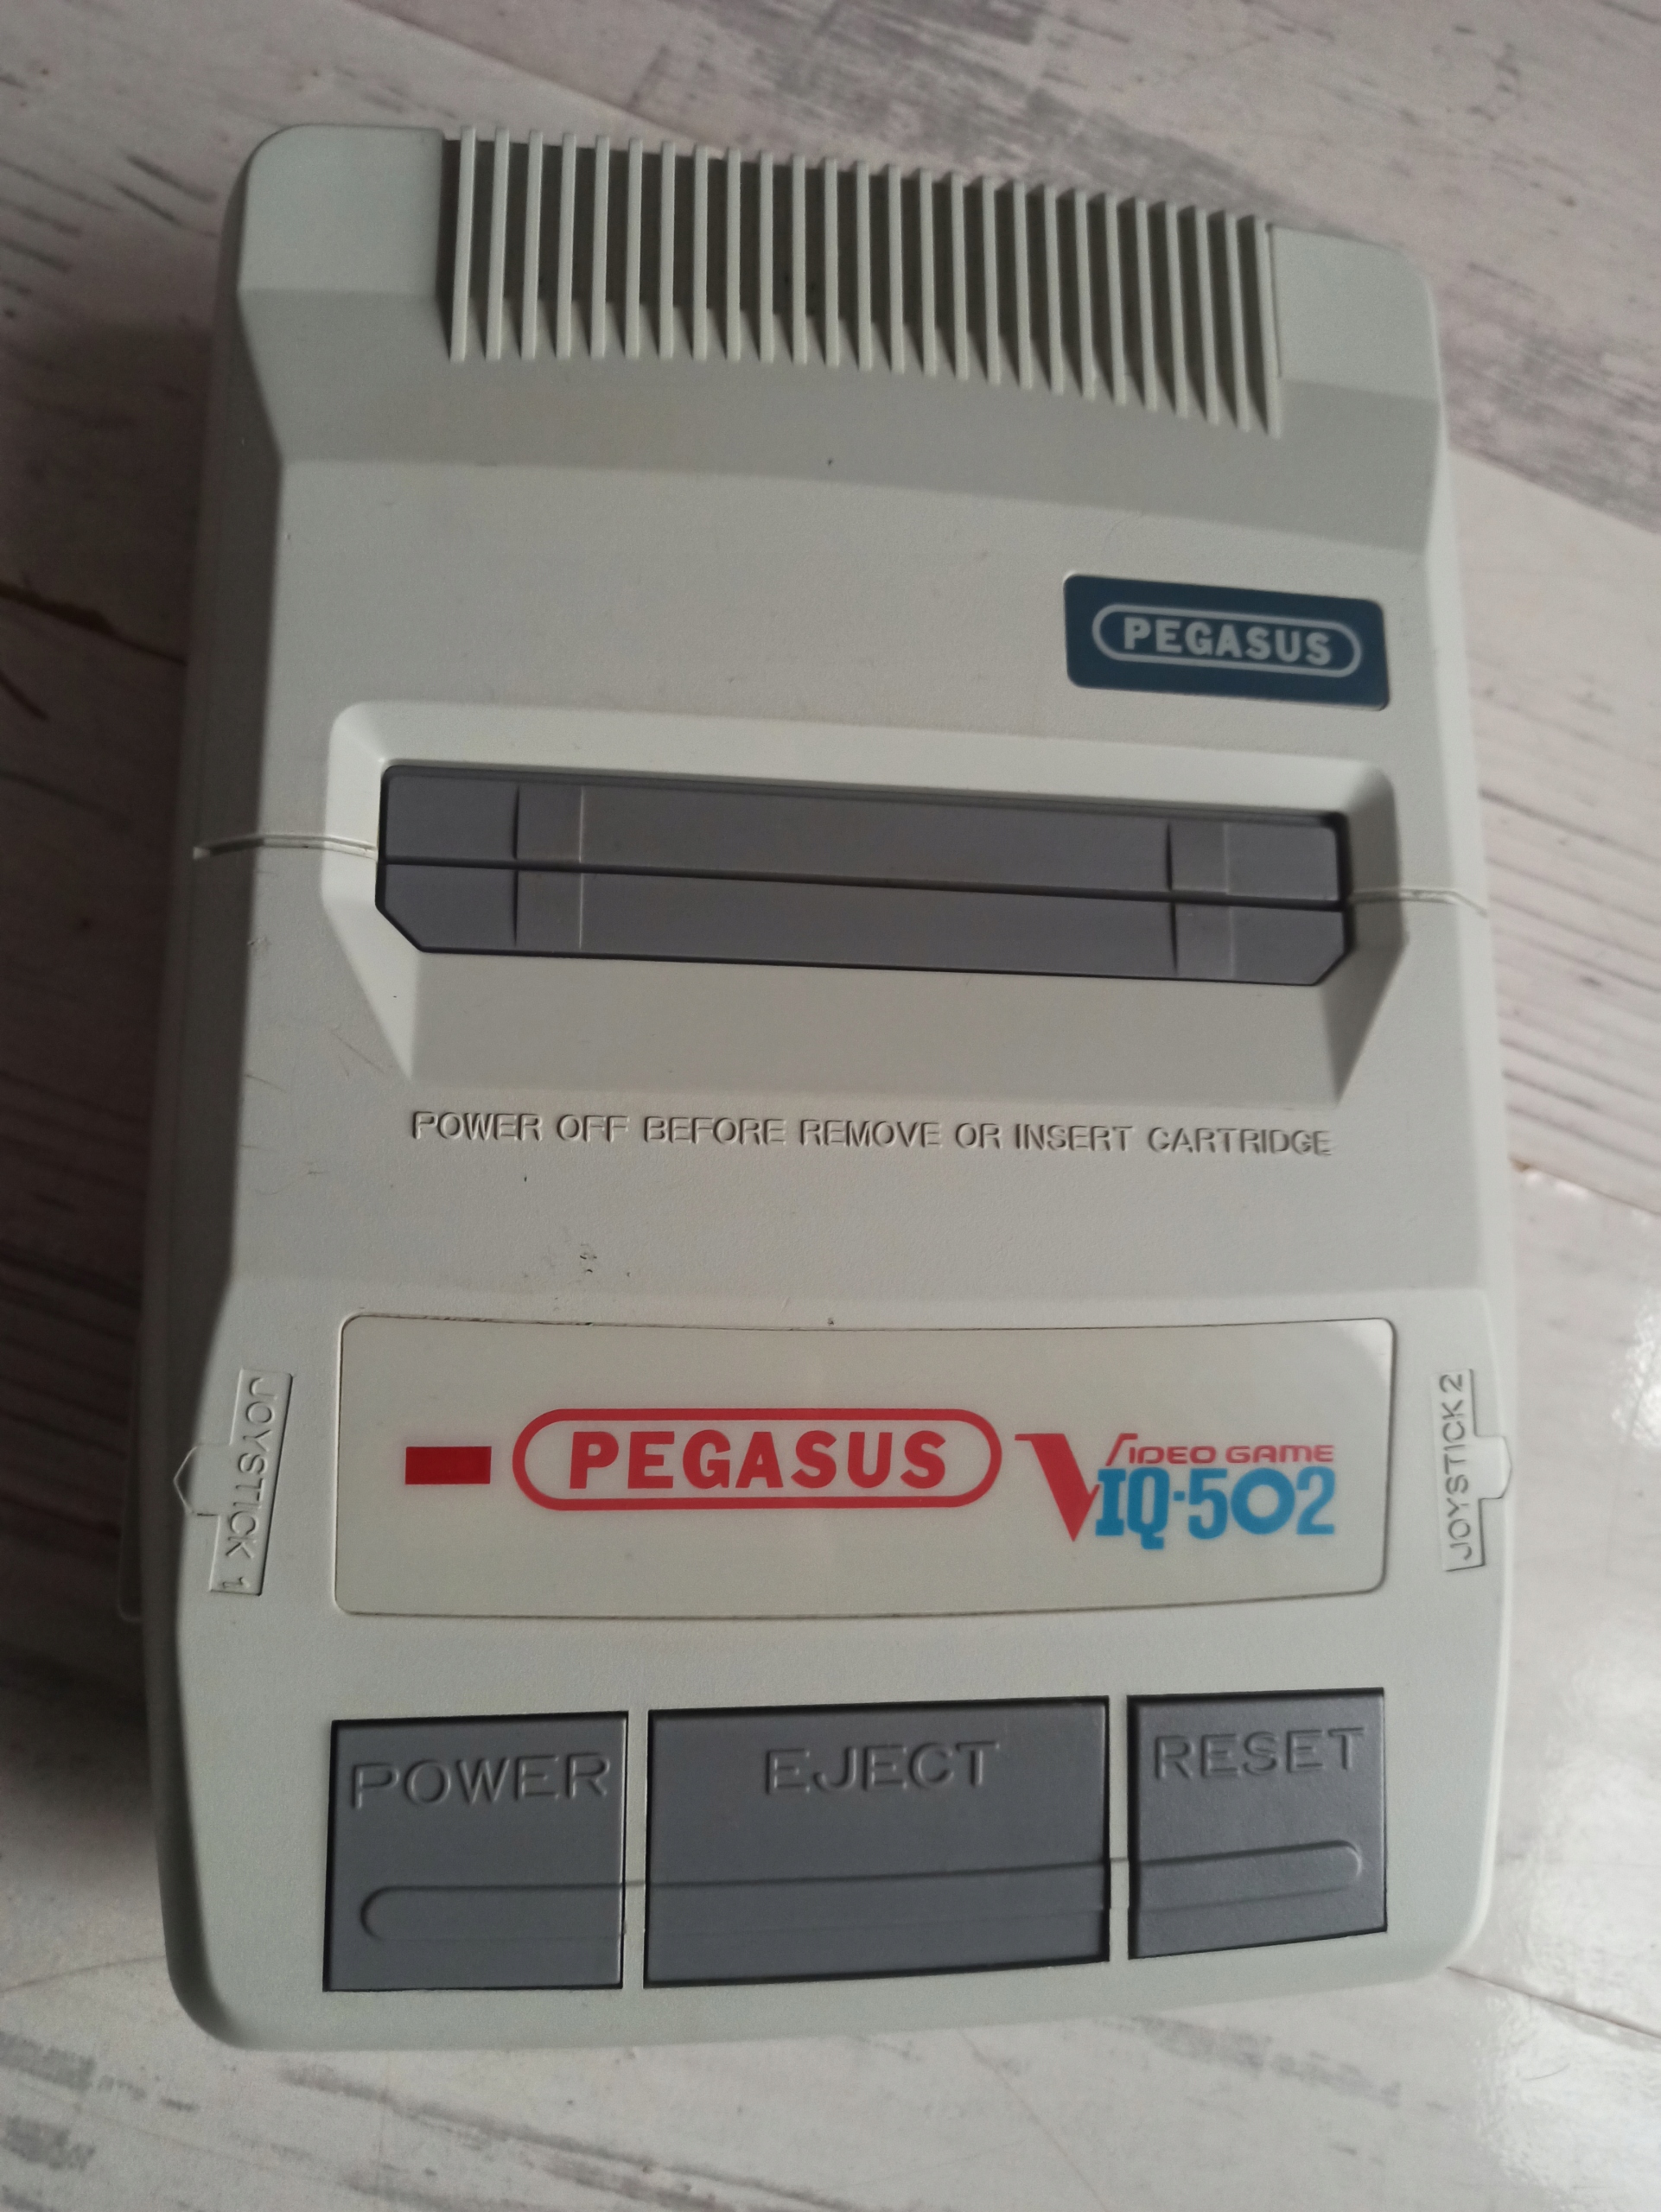 PEGASUS
POWER OFF BEFORE REMOVE OR INSERT CARTRIDGE
JOYSTICK 1
PEGASUS
VIDEO GAME
IQ-502
JOYSTICK 2
POWER
EJECT
RESET